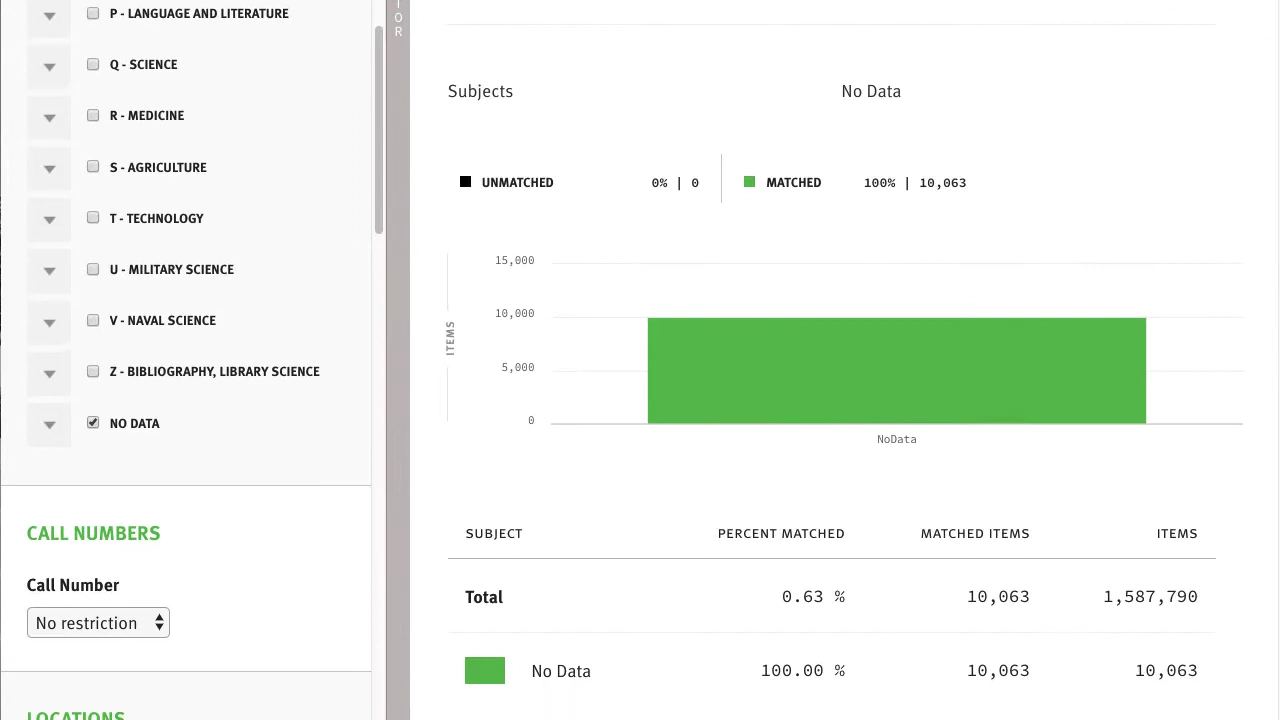 P - LANGUAGE AND LITERATURE
Q - SCIENCE
R - MEDICINE
S - AGRICULTURE
T - TECHNOLOGY
U - MILITARY SCIENCE
V - NAVAL SCIENCE
Z - BIBLIOGRAPHY, LIBRARY SCIENCE
NO DATA
CALL NUMBERS
Call Number
No restriction
LOCATIONS
T
O
R
Subjects
No Data
UNMATCHED 0% | 0
MATCHED 100% | 10,063
15,000
10,000
5,000
0
ITEMS
NoData
SUBJECT PERCENT MATCHED MATCHED ITEMS ITEMS
Total 0.63 % 10,063 1,587,790
No Data 100.00 % 10,063 10,063